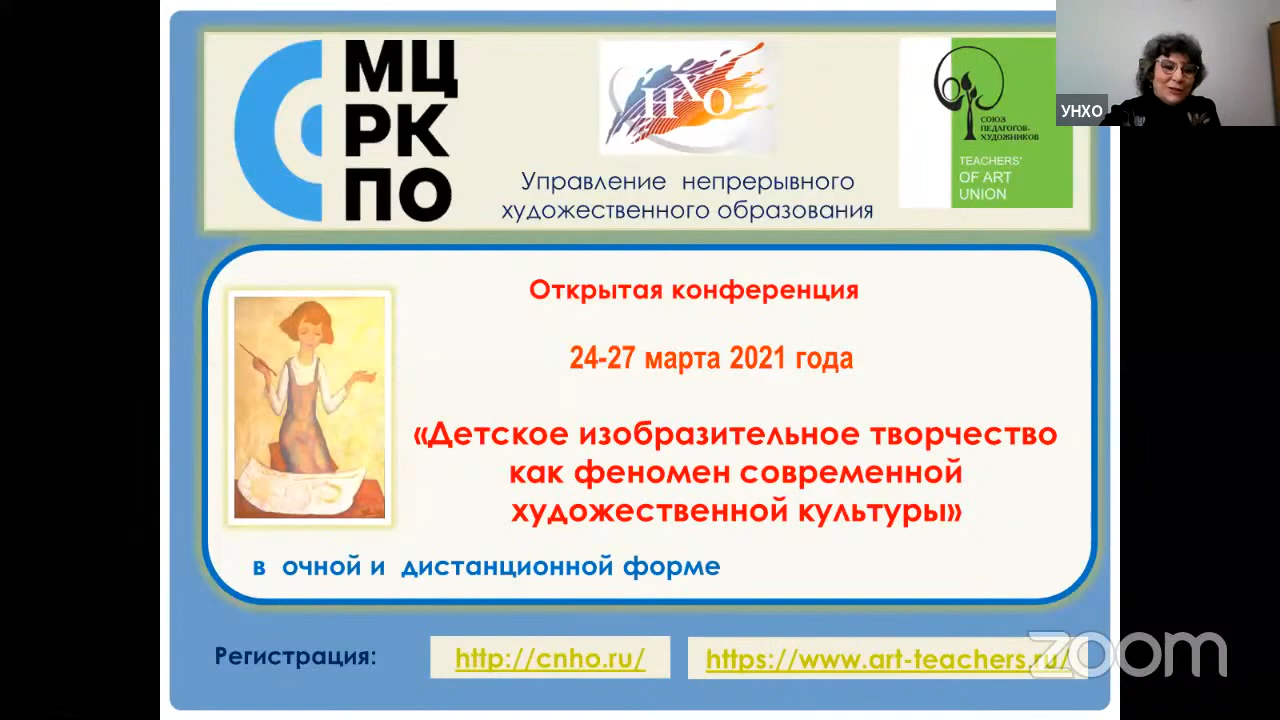 МЦ
РК
ПО
НХО
Управление непрерывного
художественного образования
СОЮЗ
ПЕДАГОГОВ-
ХУДОЖНИКОВ
TEACHERS'
OF ART
UNION
УНХО
Открытая конференция
24-27 марта 2021 года
«Детское изобразительное творчество
как феномен современной
художественной культуры»
в очной и дистанционной форме
Регистрация:
http://cnho.ru/
https://www.art-teachers.ru/
zoom